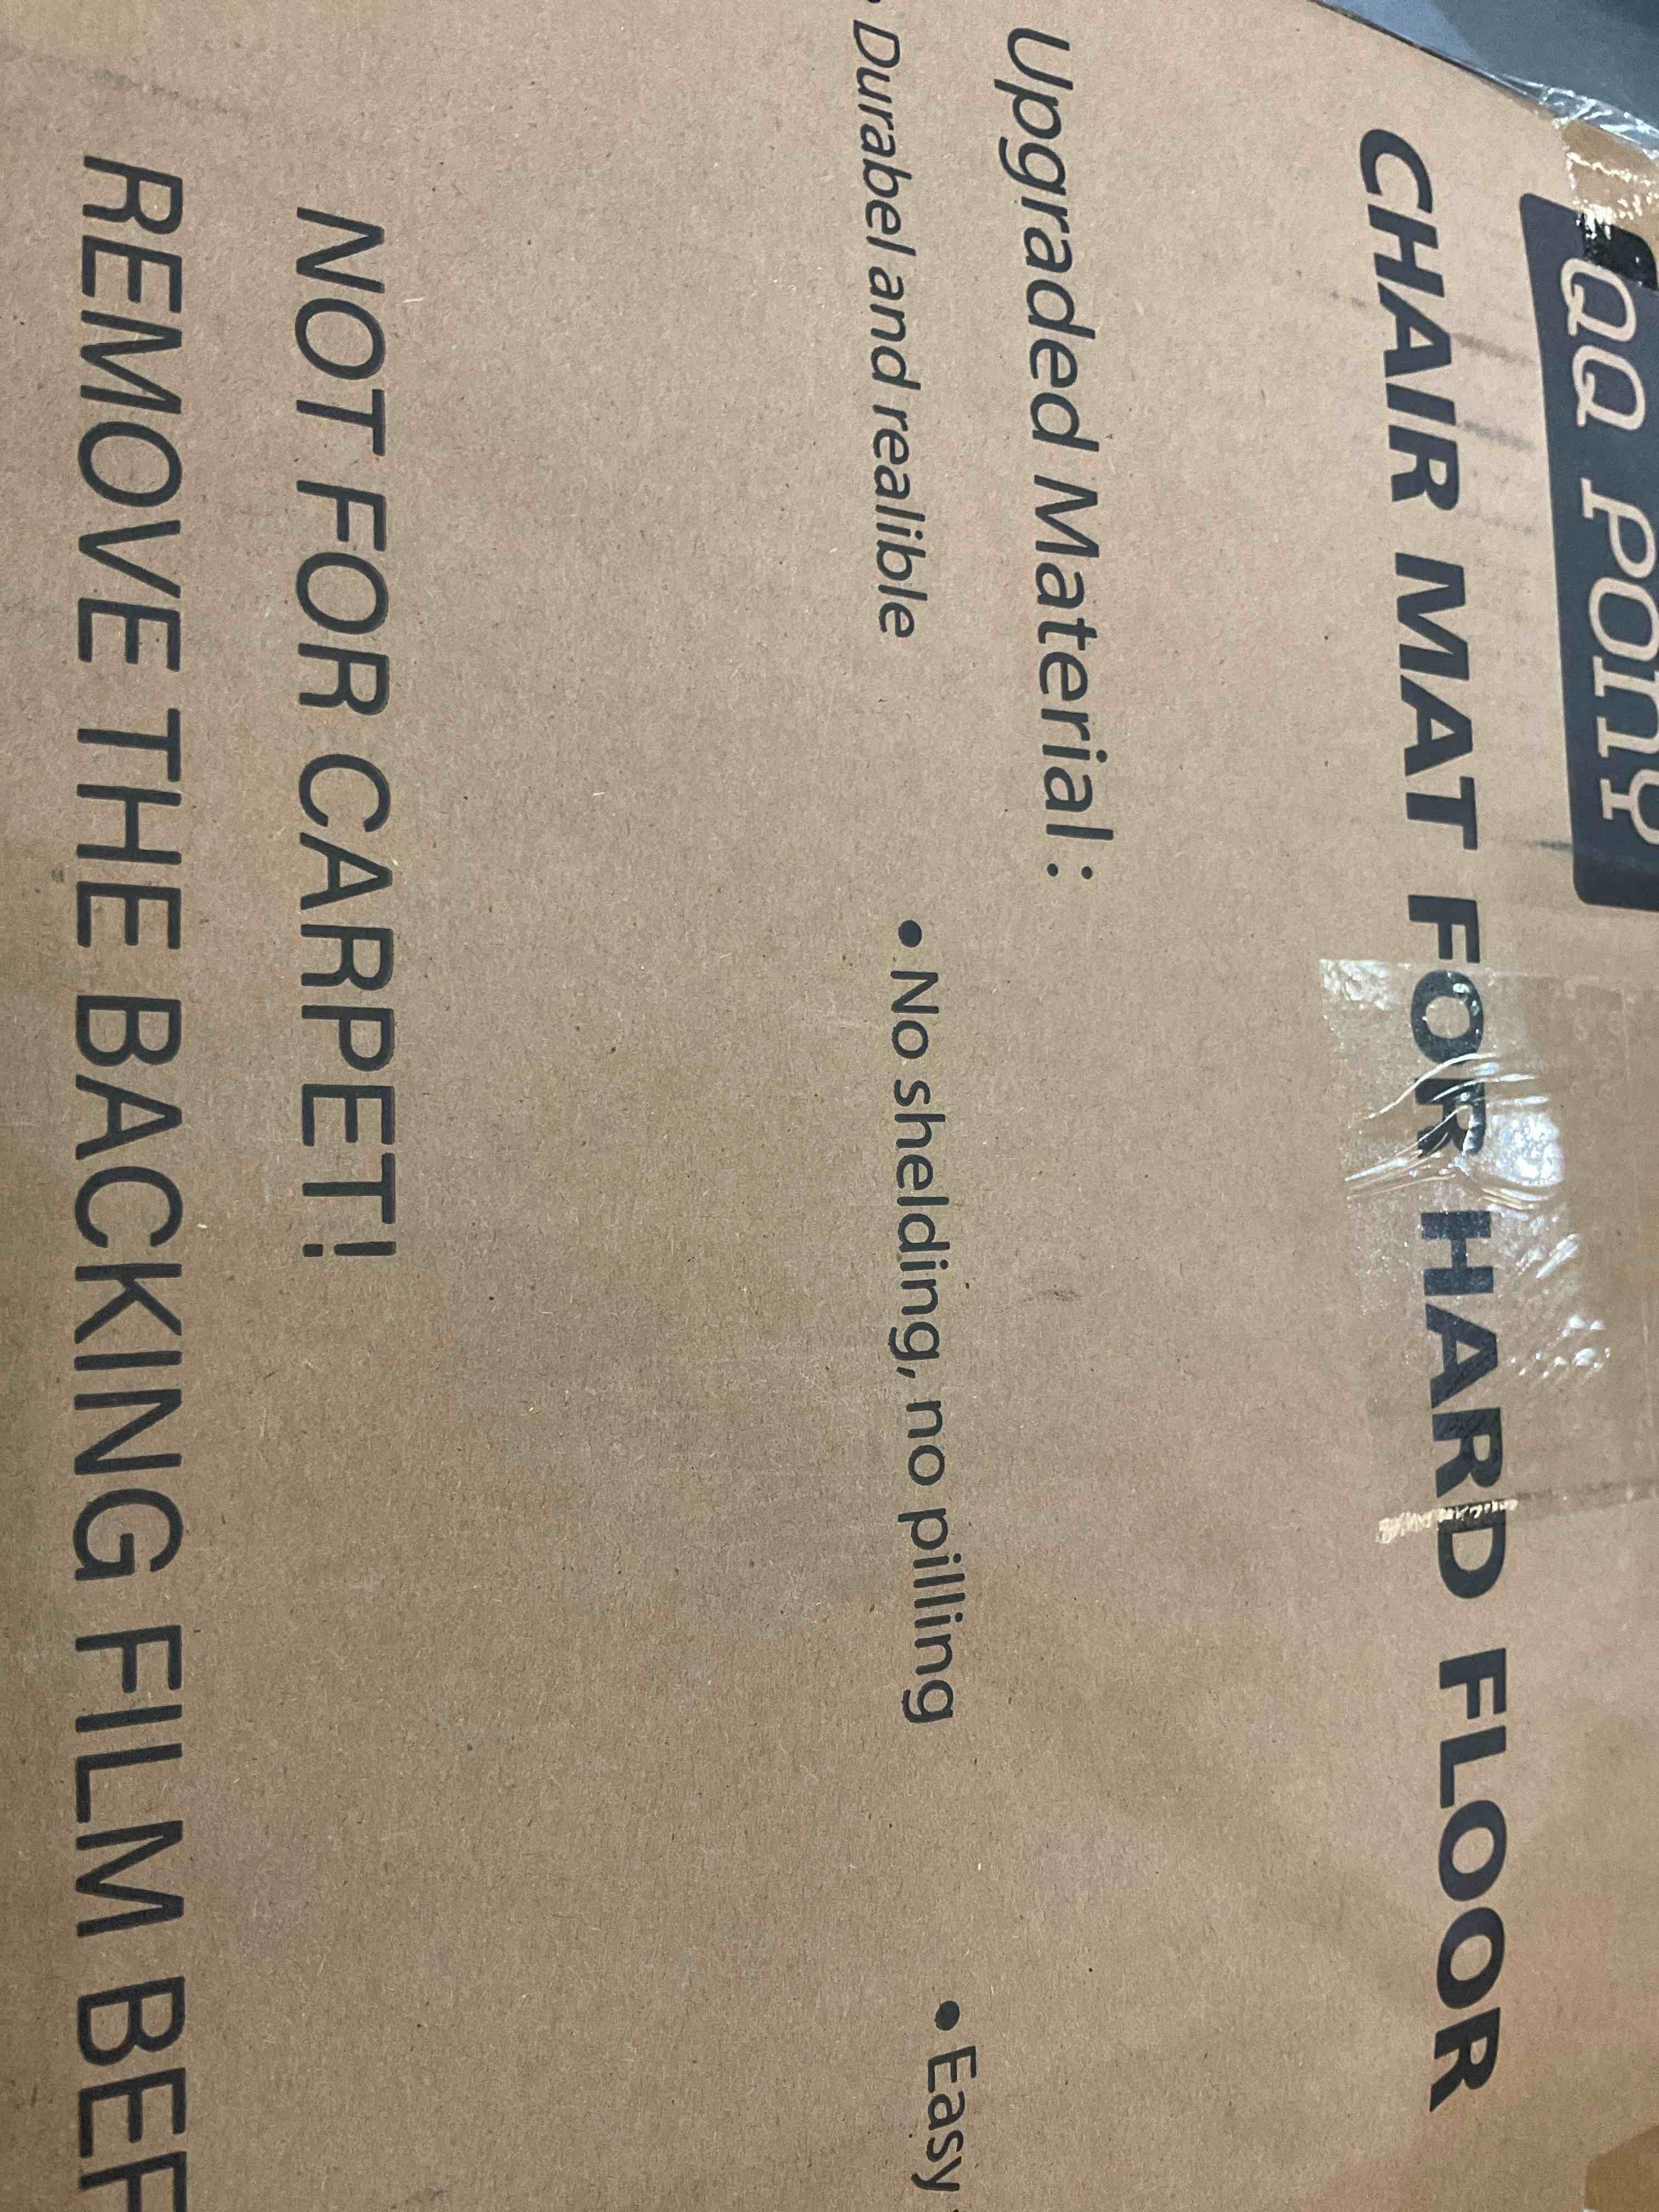 QQ PONY
CHAIR MAT FOR HARD FLOOR
Upgraded Material:
• Durabel and realible • No shelding, no pilling • Easy
NOT FOR CARPET!
REMOVE THE BACKING FILM BEF